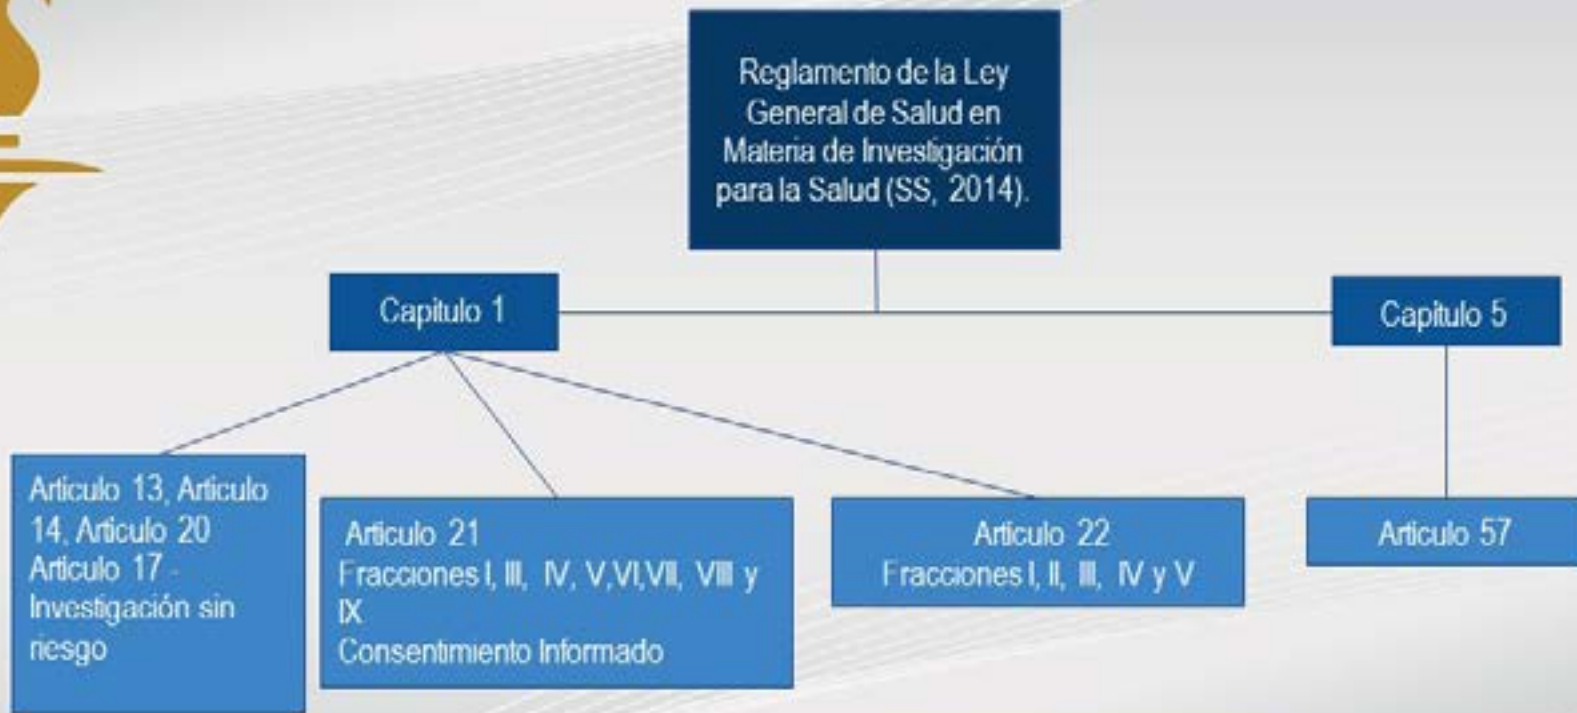 Reglamento de la Ley
General de Salud en
Materia de Investigación
para la Salud (SS, 2014).
Capitulo 1
Capitulo 5
Articulo 13, Articulo
14, Articulo 20
Articulo 17 -
Investigación sin
riesgo
Articulo 21
Fracciones I, III, IV, V,VI,VII, VIII y
IX
Consentimiento Informado
Articulo 22
Fracciones I, II, III, IV y V
Articulo 57